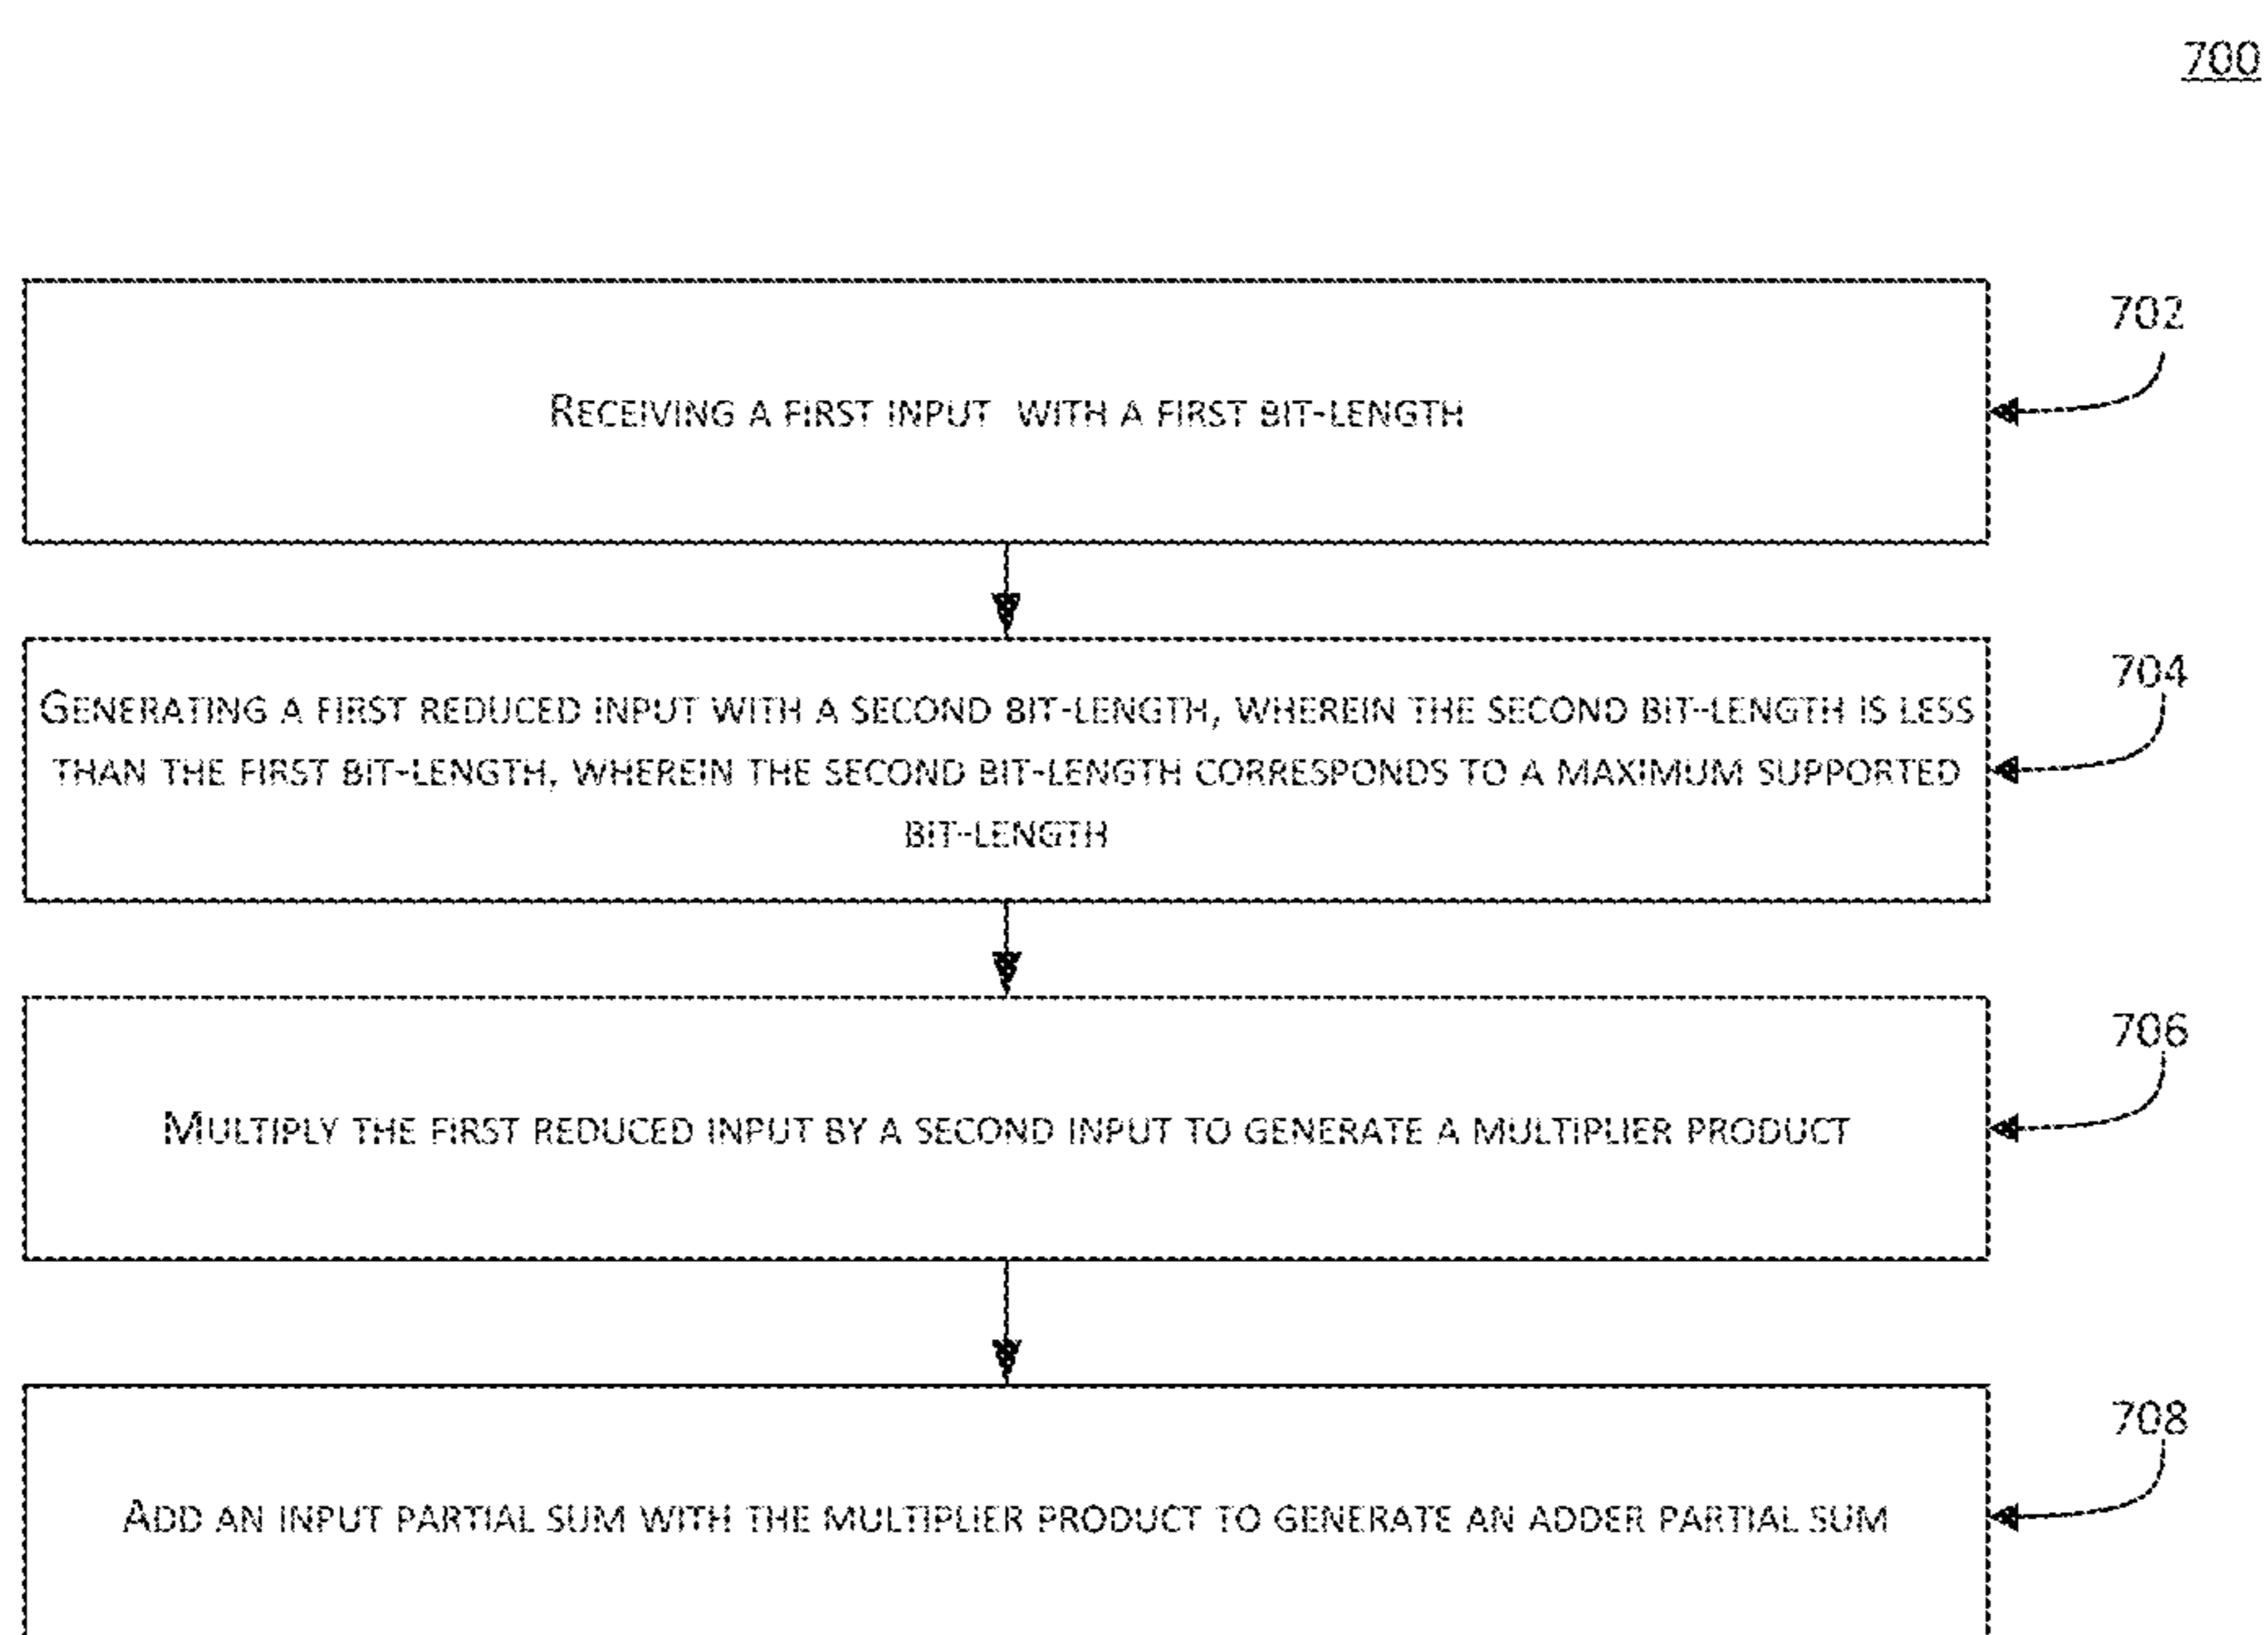 700
702
RECEIVING A FIRST INPUT WITH A FIRST BIT-LENGTH
704
GENERATING A FIRST REDUCED INPUT WITH A SECOND BIT-LENGTH, WHEREIN THE SECOND BIT-LENGTH IS LESS
THAN THE FIRST BIT-LENGTH, WHEREIN THE SECOND BIT-LENGTH CORRESPONDS TO A MAXIMUM SUPPORTED
BIT-LENGTH
706
MULTIPLY THE FIRST REDUCED INPUT BY A SECOND INPUT TO GENERATE A MULTIPLIER PRODUCT
708
ADD AN INPUT PARTIAL SUM WITH THE MULTIPLIER PRODUCT TO GENERATE AN ADDER PARTIAL SUM